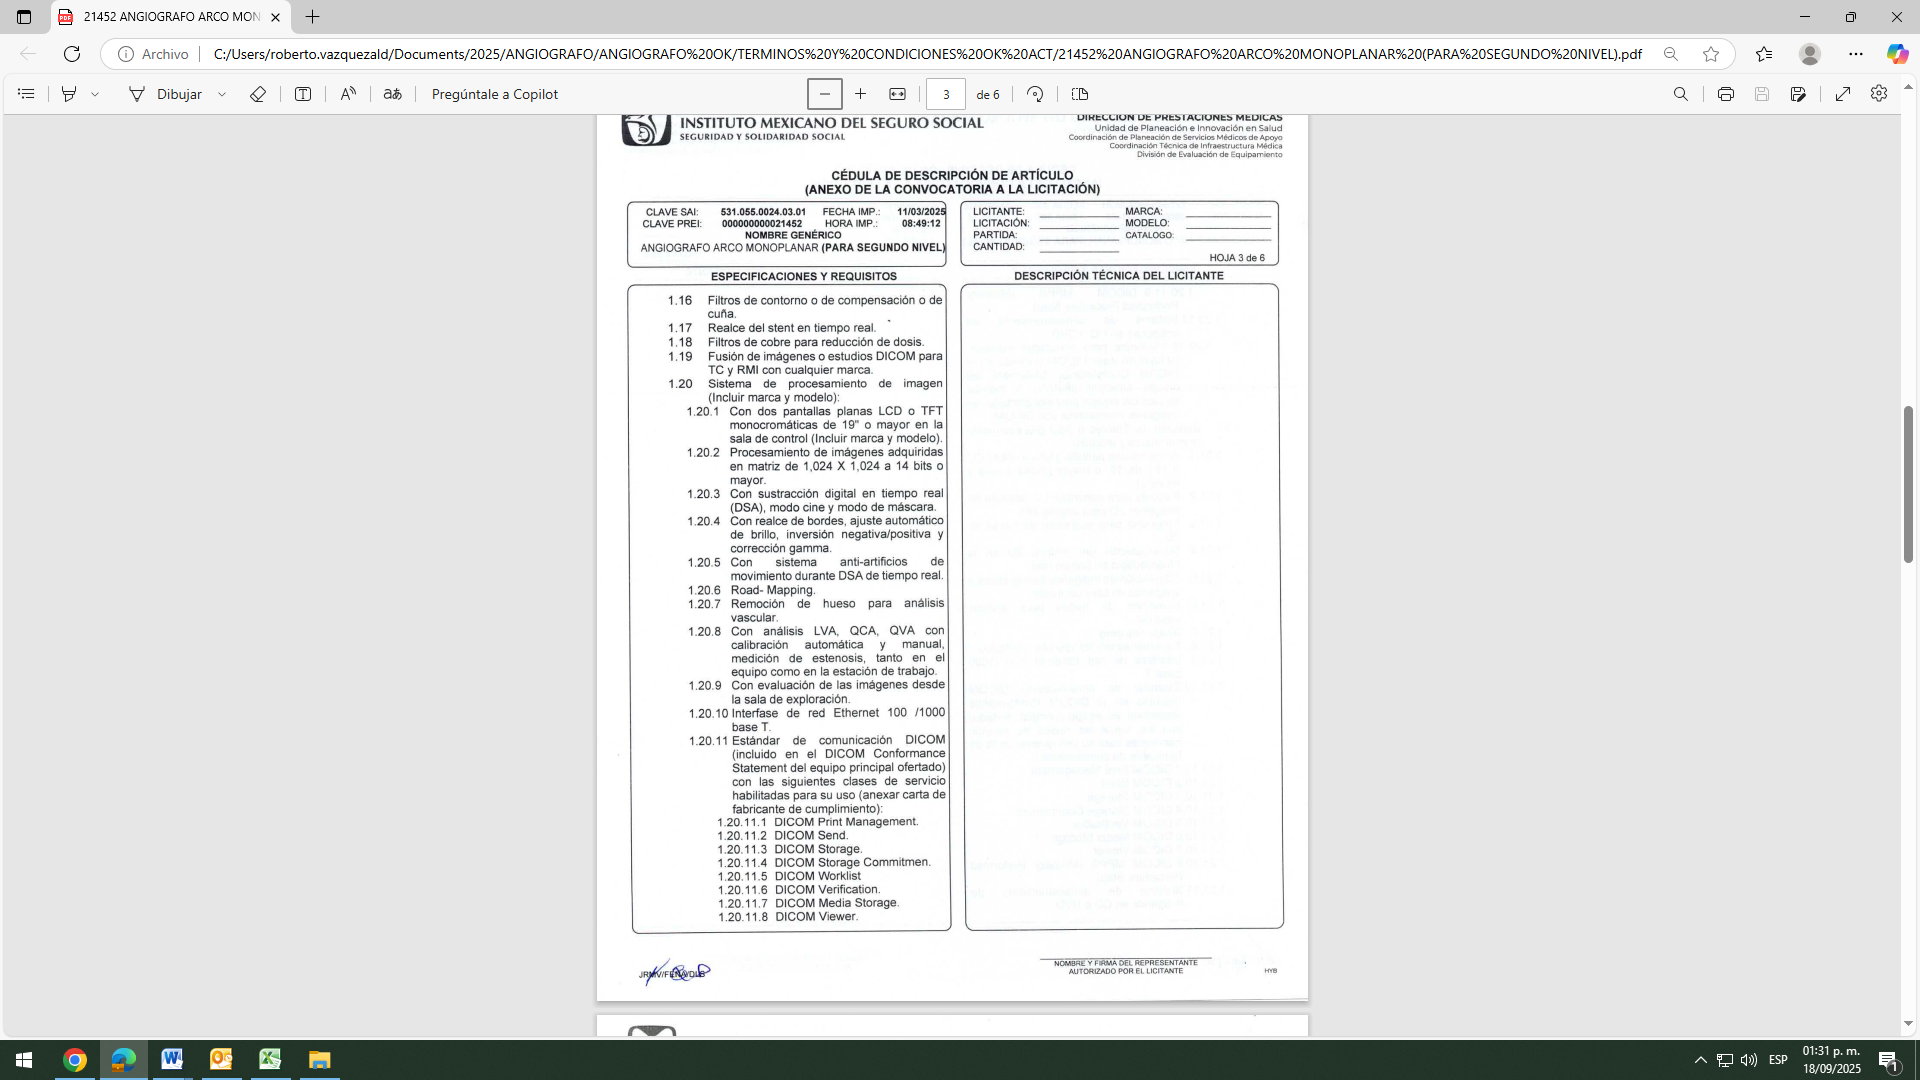 21452 ANGIOGRAFO ARCO MON
Archivo
C:/Users/roberto.vazquezald/Documents/2025/ANGIOGRAFO/ANGIOGRAFO%20OK/TERMINOS%20Y%20CONDICIONES%20OK%20ACT/21452%20ANGIOGRAFO%20ARCO%20MONOPLANAR%20(PARA%20SEGUNDO%20NIVEL).pdf
Dibujar
Pregúntale a Copilot
3 de 6
INSTITUTO MEXICANO DEL SEGURO SOCIAL
SEGURIDAD Y SOLIDARIDAD SOCIAL
DIRECCIÓN DE PRESTACIONES MÉDICAS
Unidad de Planeación e Innovación en Salud
Coordinación de Planeación de Servicios Médicos de Apoyo
Coordinación Técnica de Infraestructura Médica
División de Evaluación de Equipamiento
CÉDULA DE DESCRIPCIÓN DE ARTÍCULO
(ANEXO DE LA CONVOCATORIA A LA LICITACIÓN)
CLAVE SAI: 531.055.0024.03.01 FECHA IMP.: 11/03/2025
CLAVE PREI: 000000000021452 HORA IMP.: 08:49:12
NOMBRE GENÉRICO
ANGIOGRAFO ARCO MONOPLANAR (PARA SEGUNDO NIVEL)
LICITANTE: MARCA:
LICITACIÓN: MODELO:
PARTIDA: CATALOGO:
CANTIDAD:
HOJA 3 de 6
ESPECIFICACIONES Y REQUISITOS
DESCRIPCIÓN TÉCNICA DEL LICITANTE
1.16 Filtros de contorno o de compensación o de
cuña.
1.17 Realce del stent en tiempo real.
1.18 Filtros de cobre para reducción de dosis.
1.19 Fusión de imágenes o estudios DICOM para
TC y RMI con cualquier marca.
1.20 Sistema de procesamiento de imagen
(Incluir marca y modelo):
1.20.1 Con dos pantallas planas LCD o TFT
monocromáticas de 19" o mayor en la
sala de control (Incluir marca y modelo).
1.20.2 Procesamiento de imágenes adquiridas
en matriz de 1,024 X 1,024 a 14 bits o
mayor.
1.20.3 Con sustracción digital en tiempo real
(DSA), modo cine y modo de máscara.
1.20.4 Con realce de bordes, ajuste automático
de brillo, inversión negativa/positiva y
corrección gamma.
1.20.5 Con sistema anti-artificios de
movimiento durante DSA de tiempo real.
1.20.6 Road- Mapping.
1.20.7 Remoción de hueso para análisis
vascular.
1.20.8 Con análisis LVA, QCA, QVA con
calibración automática y manual,
medición de estenosis, tanto en el
equipo como en la estación de trabajo.
1.20.9 Con evaluación de las imágenes desde
la sala de exploración.
1.20.10 Interfase de red Ethernet 100 /1000
base T.
1.20.11 Estándar de comunicación DICOM
(incluido en el DICOM Conformance
Statement del equipo principal ofertado)
con las siguientes clases de servicio
habilitadas para su uso (anexar carta de
fabricante de cumplimiento):
1.20.11.1 DICOM Print Management.
1.20.11.2 DICOM Send.
1.20.11.3 DICOM Storage.
1.20.11.4 DICOM Storage Commitmen.
1.20.11.5 DICOM Worklist
1.20.11.6 DICOM Verification.
1.20.11.7 DICOM Media Storage.
1.20.11.8 DICOM Viewer.
NOMBRE Y FIRMA DEL REPRESENTANTE
AUTORIZADO POR EL LICITANTE
HYB
ESP
01:31 p. m.
18/09/2025
1